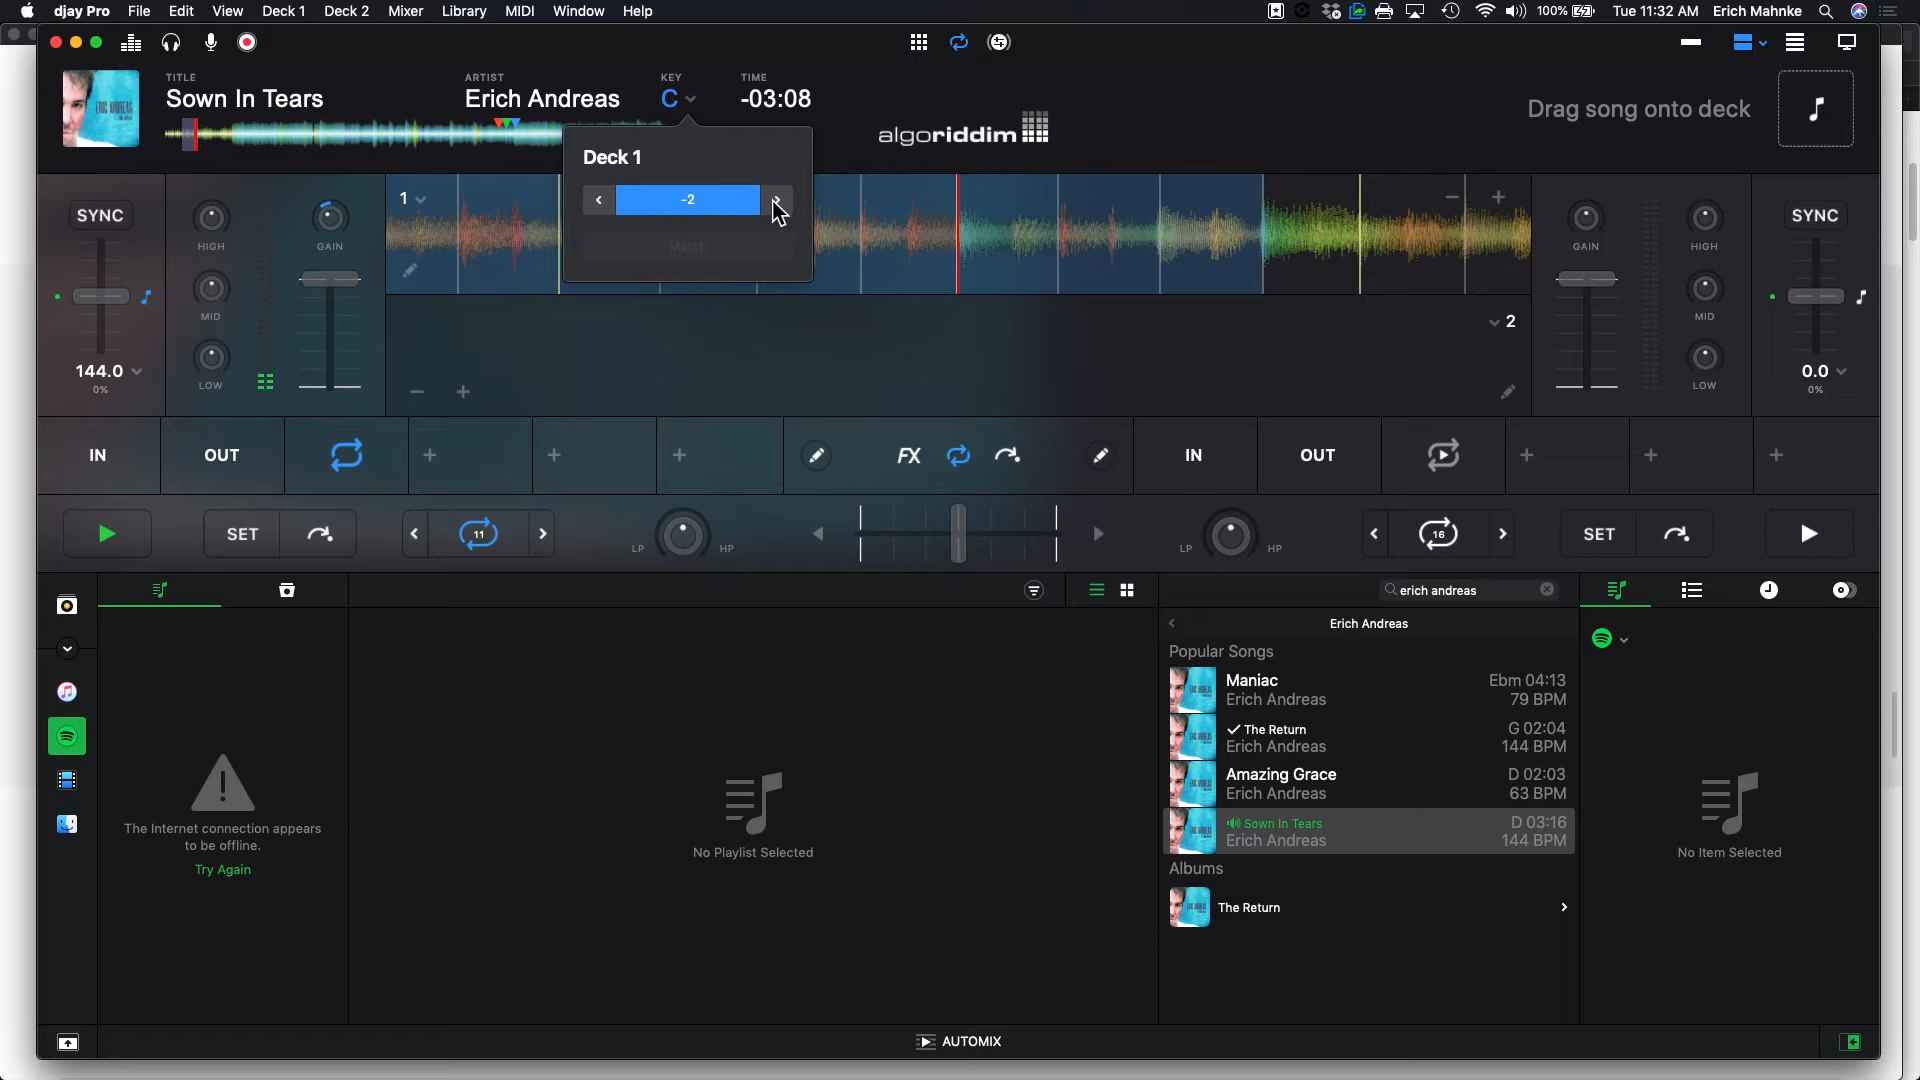 djay Pro File Edit View Deck 1 Deck 2 Mixer Library MIDI Window Help 100% Tue 11:32 AM Erich Mahnke
TITLE ARTIST KEY TIME
Sown In Tears Erich Andreas C -03:08
algoriddim
Drag song onto deck
Deck 1
-2
Match
1
2
SYNC
HIGH
GAIN
MID
LOW
144.0
0%
SYNC
GAIN
HIGH
MID
LOW
0.0
0%
IN OUT FX IN OUT
SET 11 LP HP LP HP 16 SET
erich andreas
Erich Andreas
Popular Songs
Maniac Ebm 04:13
Erich Andreas 79 BPM
The Return G 02:04
Erich Andreas 144 BPM
Amazing Grace D 02:03
Erich Andreas 63 BPM
Sown In Tears D 03:16
Erich Andreas 144 BPM
Albums
The Return
The Internet connection appears
to be offline.
Try Again
No Playlist Selected
No Item Selected
AUTOMIX